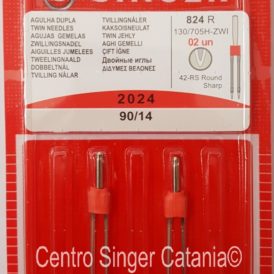 SINGER
AGULHA DUPLA
TWIN NEEDLES
AGUJAS GEMELAS
ZWILLINGSNADEL
AIGUILLES JUMELEES
TWEELINGNAALD
DOBBELTNÅL
TVILLING NÅLAR
TVILLINGNÅLER
KAKSOISNEULAT
TWIN JEHLY
AGHI GEMELLI
ÇIFT İĞNE
Двойные иглы
ΔΙΔΥΜΕΣ ΒΕΛΟΝΕΣ
824 R
130/705H-ZWI
02 un
42-RS Round
Sharp
2024
90/14
Centro Singer Catania©